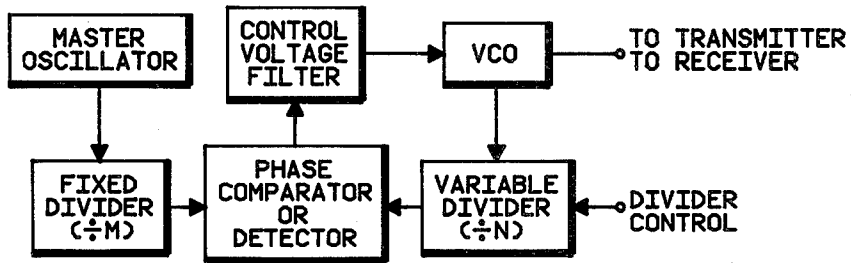 MASTER
OSCILLATOR
CONTROL
VOLTAGE
FILTER
VCO
TO TRANSMITTER
TO RECEIVER
FIXED
DIVIDER
(÷M)
PHASE
COMPARATOR
OR
DETECTOR
VARIABLE
DIVIDER
(÷N)
DIVIDER
CONTROL